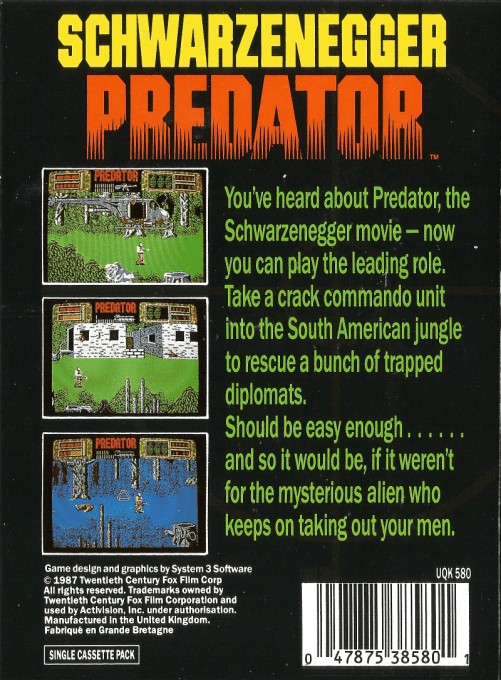 SCHWARZENEGGER
PREDATOR
TM
PREDATOR
PREDATOR
PREDATOR
You've heard about Predator, the
Schwarzenegger movie — now
you can play the leading role.
Take a crack commando unit
into the South American jungle
to rescue a bunch of trapped
diplomats.
Should be easy enough . . . . . .
and so it would be, if it weren't
for the mysterious alien who
keeps on taking out your men.
Game design and graphics by System 3 Software
© 1987 Twentieth Century Fox Film Corp
All rights reserved. Trademarks owned by
Twentieth Century Fox Film Corporation and
used by Activision, Inc. under authorisation.
Manufactured in the United Kingdom.
Fabriqué en Grande Bretagne
SINGLE CASSETTE PACK
UQK 580
0 47875 38580 1